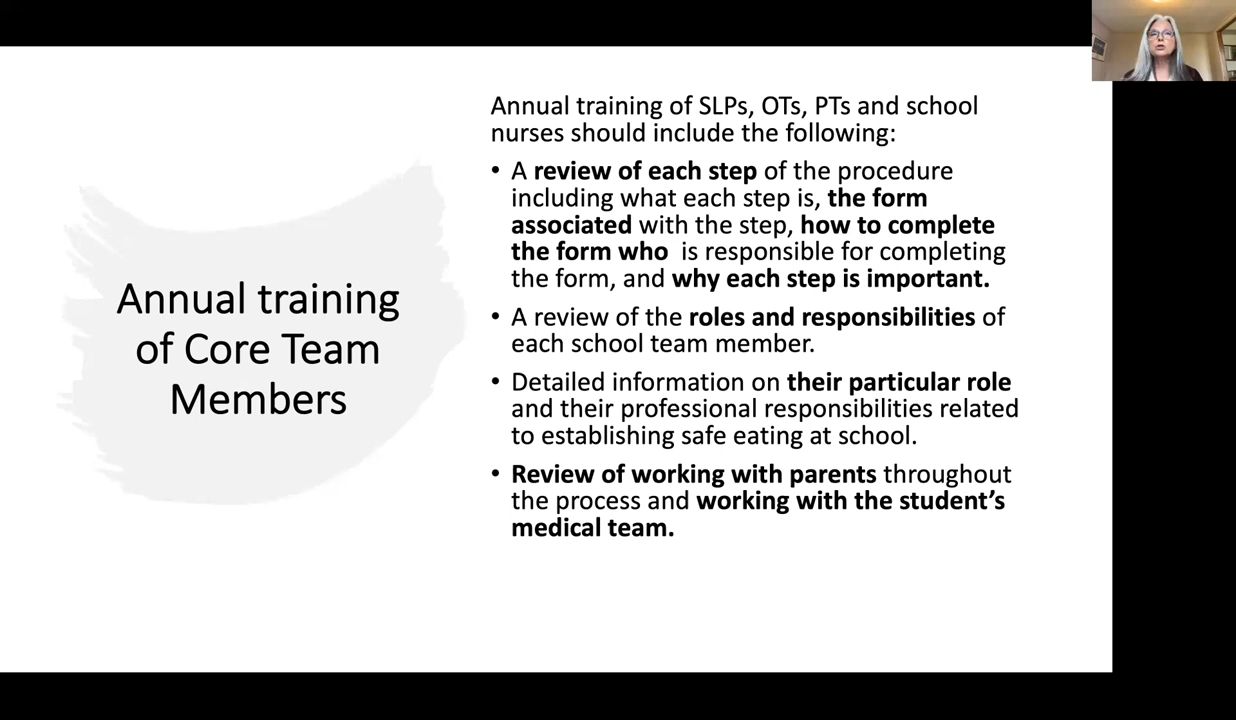 Annual training
of Core Team
Members
Annual training of SLPs, OTs, PTs and school
nurses should include the following:
• A review of each step of the procedure
including what each step is, the form
associated with the step, how to complete
the form who  is responsible for completing
the form, and why each step is important.
• A review of the roles and responsibilities of
each school team member.
• Detailed information on their particular role
and their professional responsibilities related
to establishing safe eating at school.
• Review of working with parents throughout
the process and working with the student’s
medical team.